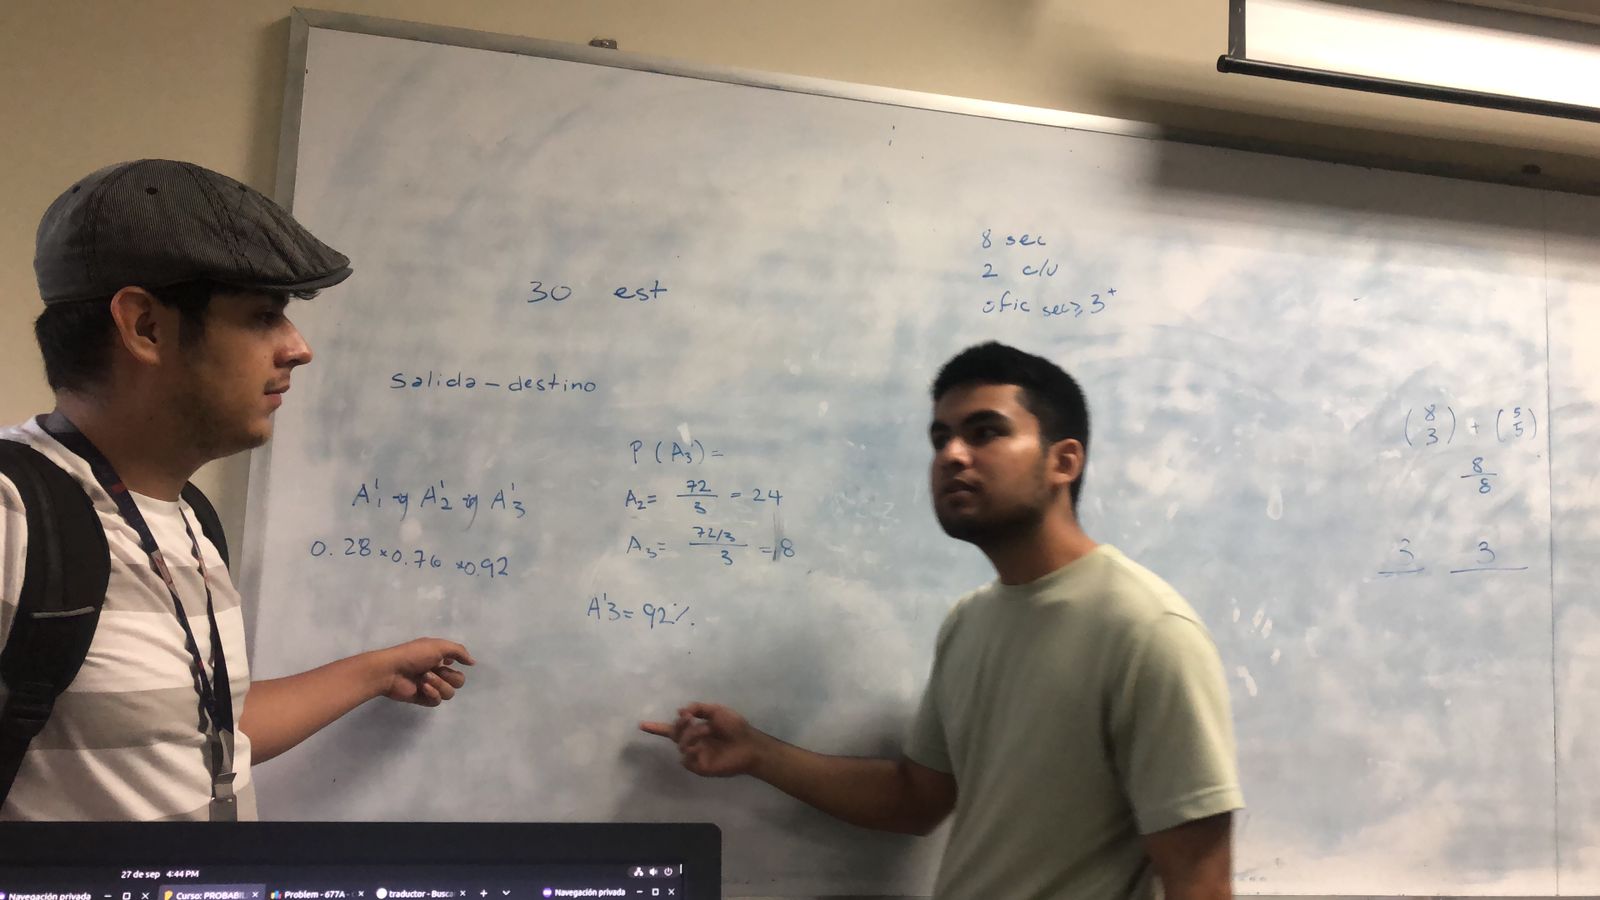 30 est
Salida - destino
A'1 y A'2 y A'3
0.28 x 0.76 x 0.92
P (A'3) =
A2 = 72/3 = 24
A3 = 72/3 / 3 = 8
A'3 = 92%.
8 sec
2 c/u
ofic sec ≥ 3+
(8 3) + (5 5)
8/8
3 3
27 de sep 4:44 PM
Navegación privada
Curso: PROBABIL
Problem - 677A -
traductor - Busca
Navegación privada